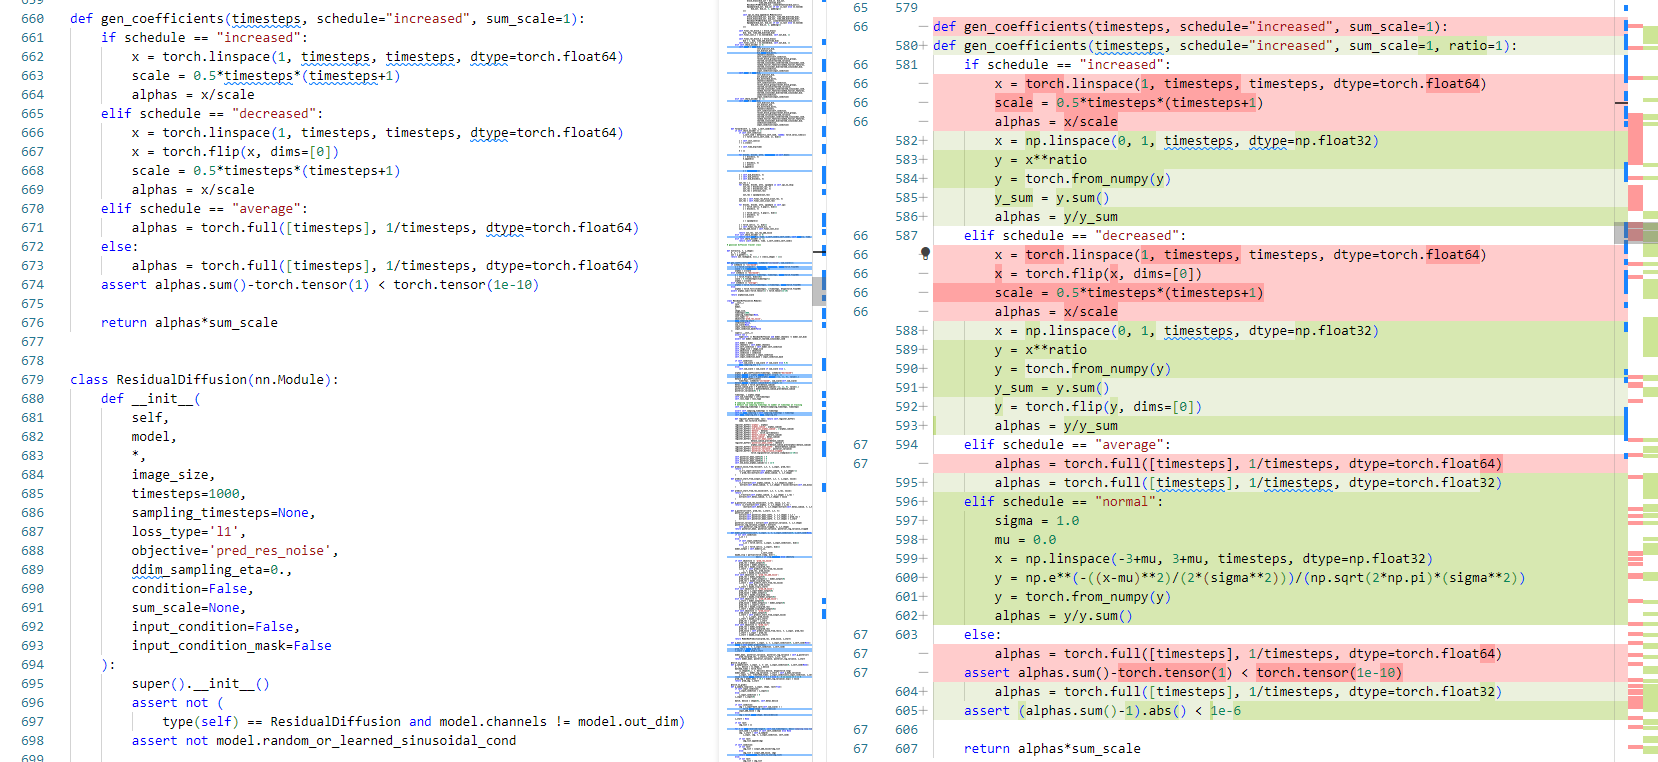 660 def gen_coefficients(timesteps, schedule="increased", sum_scale=1):
661 if schedule == "increased":
662 x = torch.linspace(1, timesteps, timesteps, dtype=torch.float64)
663 scale = 0.5*timesteps*(timesteps+1)
664 alphas = x/scale
665 elif schedule == "decreased":
666 x = torch.linspace(1, timesteps, timesteps, dtype=torch.float64)
667 x = torch.flip(x, dims=[0])
668 scale = 0.5*timesteps*(timesteps+1)
669 alphas = x/scale
670 elif schedule == "average":
671 alphas = torch.full([timesteps], 1/timesteps, dtype=torch.float64)
672 else:
673 alphas = torch.full([timesteps], 1/timesteps, dtype=torch.float64)
674 assert alphas.sum()-torch.tensor(1) < torch.tensor(1e-10)
675
676 return alphas*sum_scale
677
678
679 class ResidualDiffusion(nn.Module):
680 def __init__(
681 self,
682 model,
683 *,
684 image_size,
685 timesteps=1000,
686 sampling_timesteps=None,
687 loss_type='l1',
688 objective='pred_res_noise',
689 ddim_sampling_eta=0.,
690 condition=False,
691 sum_scale=None,
692 input_condition=False,
693 input_condition_mask=False
694 ):
695 super().__init__()
696 assert not (
697 type(self) == ResidualDiffusion and model.channels != model.out_dim)
698 assert not model.random_or_learned_sinusoidal_cond
699
65 579
66 — def gen_coefficients(timesteps, schedule="increased", sum_scale=1):
580+ def gen_coefficients(timesteps, schedule="increased", sum_scale=1, ratio=1):
66 581 if schedule == "increased":
66 — x = torch.linspace(1, timesteps, timesteps, dtype=torch.float64)
66 — scale = 0.5*timesteps*(timesteps+1)
66 — alphas = x/scale
582+ x = np.linspace(0, 1, timesteps, dtype=np.float32)
583+ y = x**ratio
584+ y = torch.from_numpy(y)
585+ y_sum = y.sum()
586+ alphas = y/y_sum
66 587 elif schedule == "decreased":
66 — x = torch.linspace(1, timesteps, timesteps, dtype=torch.float64)
66 — x = torch.flip(x, dims=[0])
66 — scale = 0.5*timesteps*(timesteps+1)
66 — alphas = x/scale
588+ x = np.linspace(0, 1, timesteps, dtype=np.float32)
589+ y = x**ratio
590+ y = torch.from_numpy(y)
591+ y_sum = y.sum()
592+ y = torch.flip(y, dims=[0])
593+ alphas = y/y_sum
67 594 elif schedule == "average":
67 — alphas = torch.full([timesteps], 1/timesteps, dtype=torch.float64)
595+ alphas = torch.full([timesteps], 1/timesteps, dtype=torch.float32)
596+ elif schedule == "normal":
597+ sigma = 1.0
598+ mu = 0.0
599+ x = np.linspace(-3+mu, 3+mu, timesteps, dtype=np.float32)
600+ y = np.e**(-((x-mu)**2)/(2*(sigma**2)))/(np.sqrt(2*np.pi)*(sigma**2))
601+ y = torch.from_numpy(y)
602+ alphas = y/y.sum()
67 603 else:
67 — alphas = torch.full([timesteps], 1/timesteps, dtype=torch.float64)
67 — assert alphas.sum()-torch.tensor(1) < torch.tensor(1e-10)
604+ alphas = torch.full([timesteps], 1/timesteps, dtype=torch.float32)
605+ assert (alphas.sum()-1).abs() < 1e-6
67 606
67 607 return alphas*sum_scale